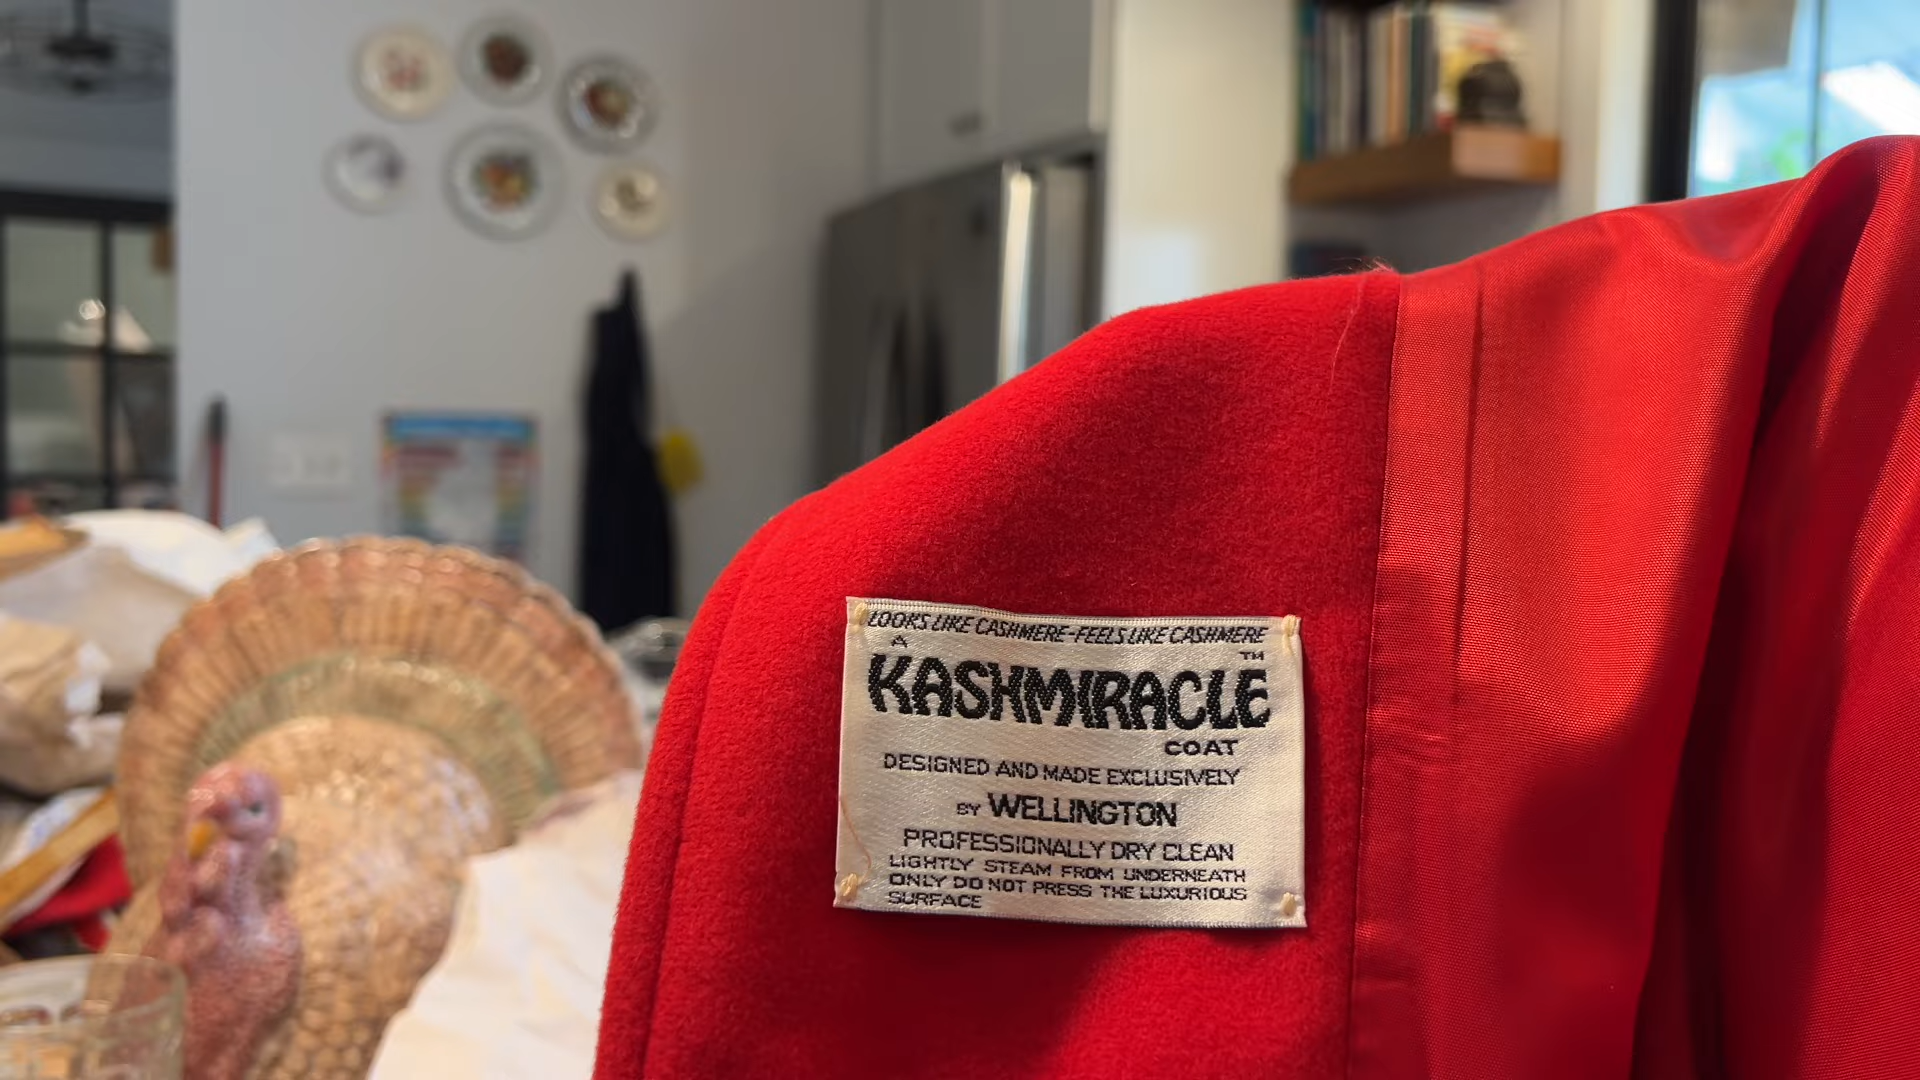 LOOKS LIKE CASHMERE-FEELS LIKE CASHMERE
A
TM
KASHMIRACLE
COAT
DESIGNED AND MADE EXCLUSIVELY
BY WELLINGTON
PROFESSIONALLY DRY CLEAN
LIGHTLY STEAM FROM UNDERNEATH
ONLY DO NOT PRESS THE LUXURIOUS
SURFACE